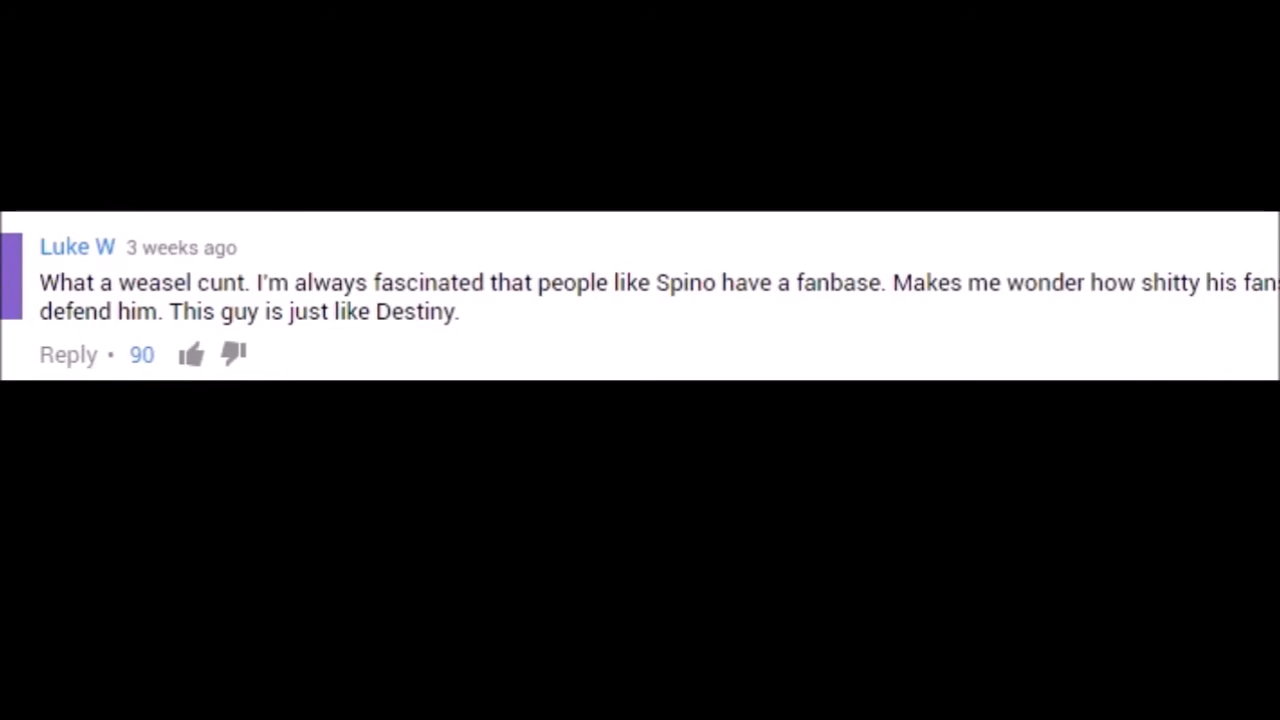 Luke W 3 weeks ago
What a weasel cunt. I'm always fascinated that people like Spino have a fanbase. Makes me wonder how shitty his fan
defend him. This guy is just like Destiny.
Reply • 90